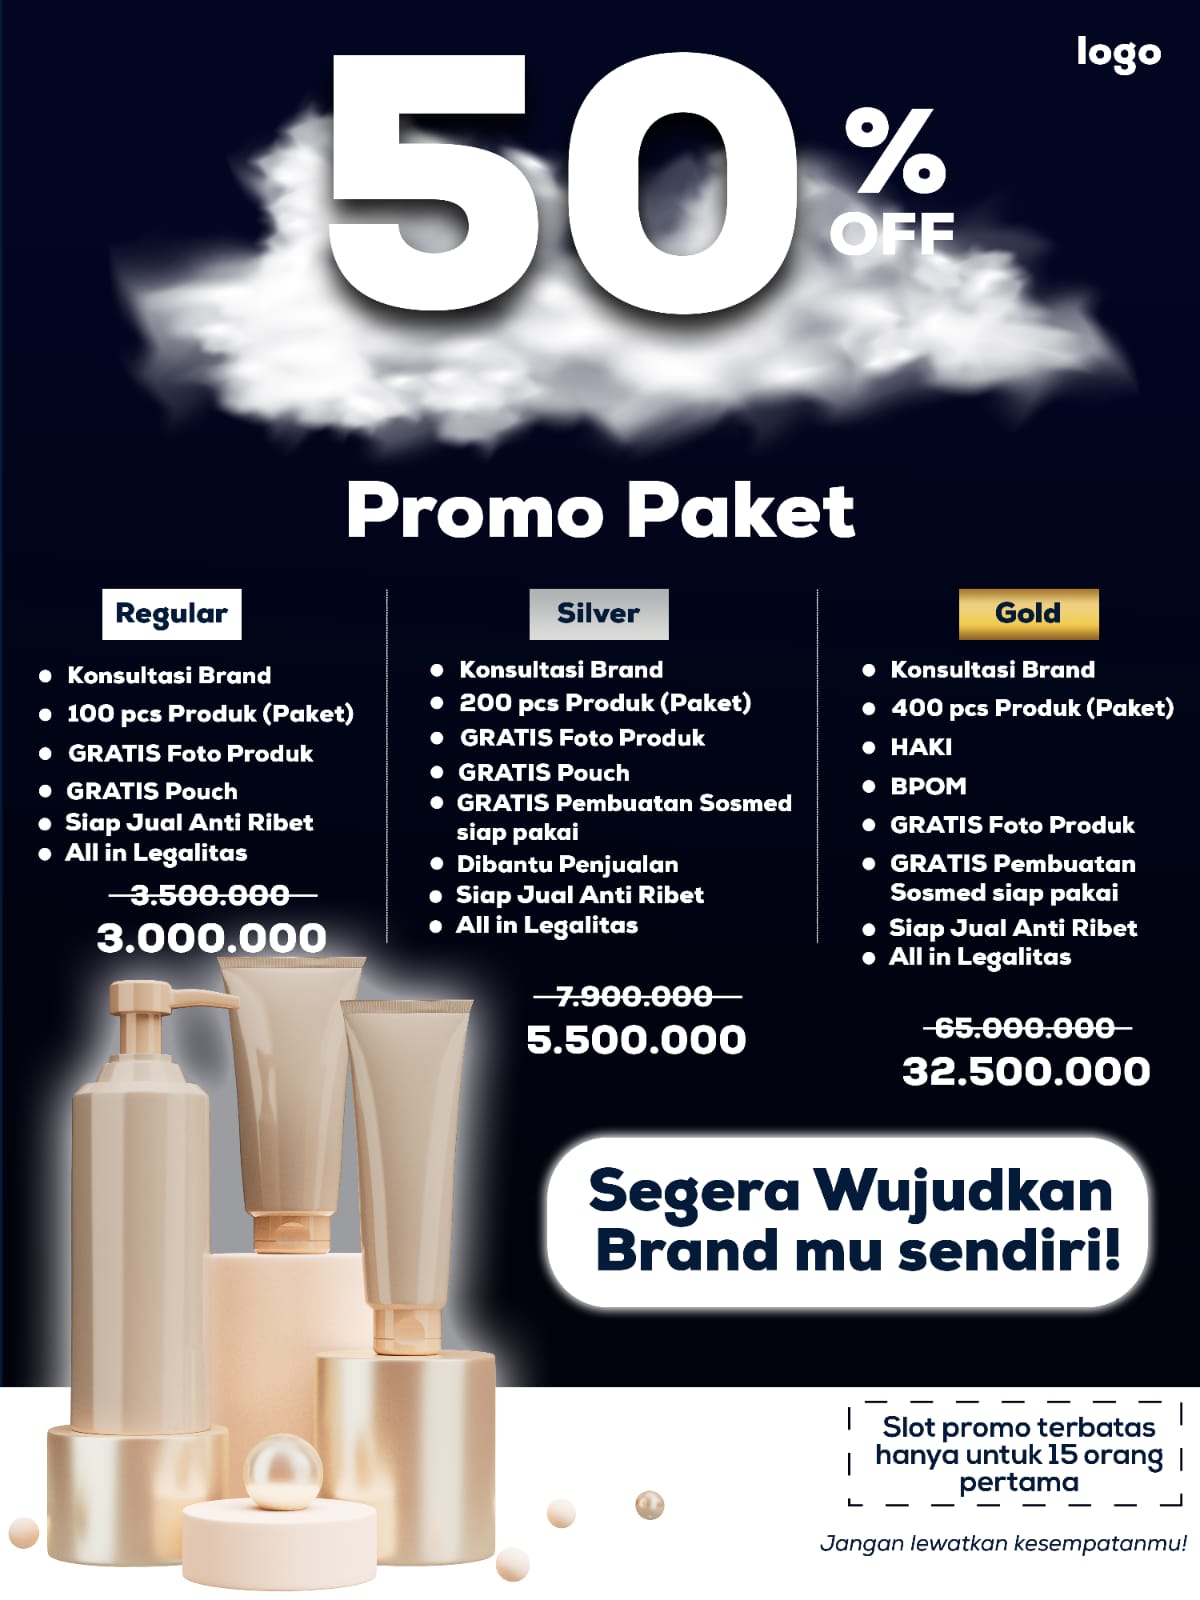 logo
50%
OFF
Promo Paket
Regular
Konsultasi Brand
100 pcs Produk (Paket)
GRATIS Foto Produk
GRATIS Pouch
Siap Jual Anti Ribet
All in Legalitas
3.500.000
3.000.000
Silver
Konsultasi Brand
200 pcs Produk (Paket)
GRATIS Foto Produk
GRATIS Pouch
GRATIS Pembuatan Sosmed
siap pakai
Dibantu Penjualan
Siap Jual Anti Ribet
All in Legalitas
7.900.000
5.500.000
Gold
Konsultasi Brand
400 pcs Produk (Paket)
HAKI
BPOM
GRATIS Foto Produk
GRATIS Pembuatan
Sosmed siap pakai
Siap Jual Anti Ribet
All in Legalitas
65.000.000
32.500.000
Segera Wujudkan
Brand mu sendiri!
Slot promo terbatas
hanya untuk 15 orang
pertama
Jangan lewatkan kesempatanmu!